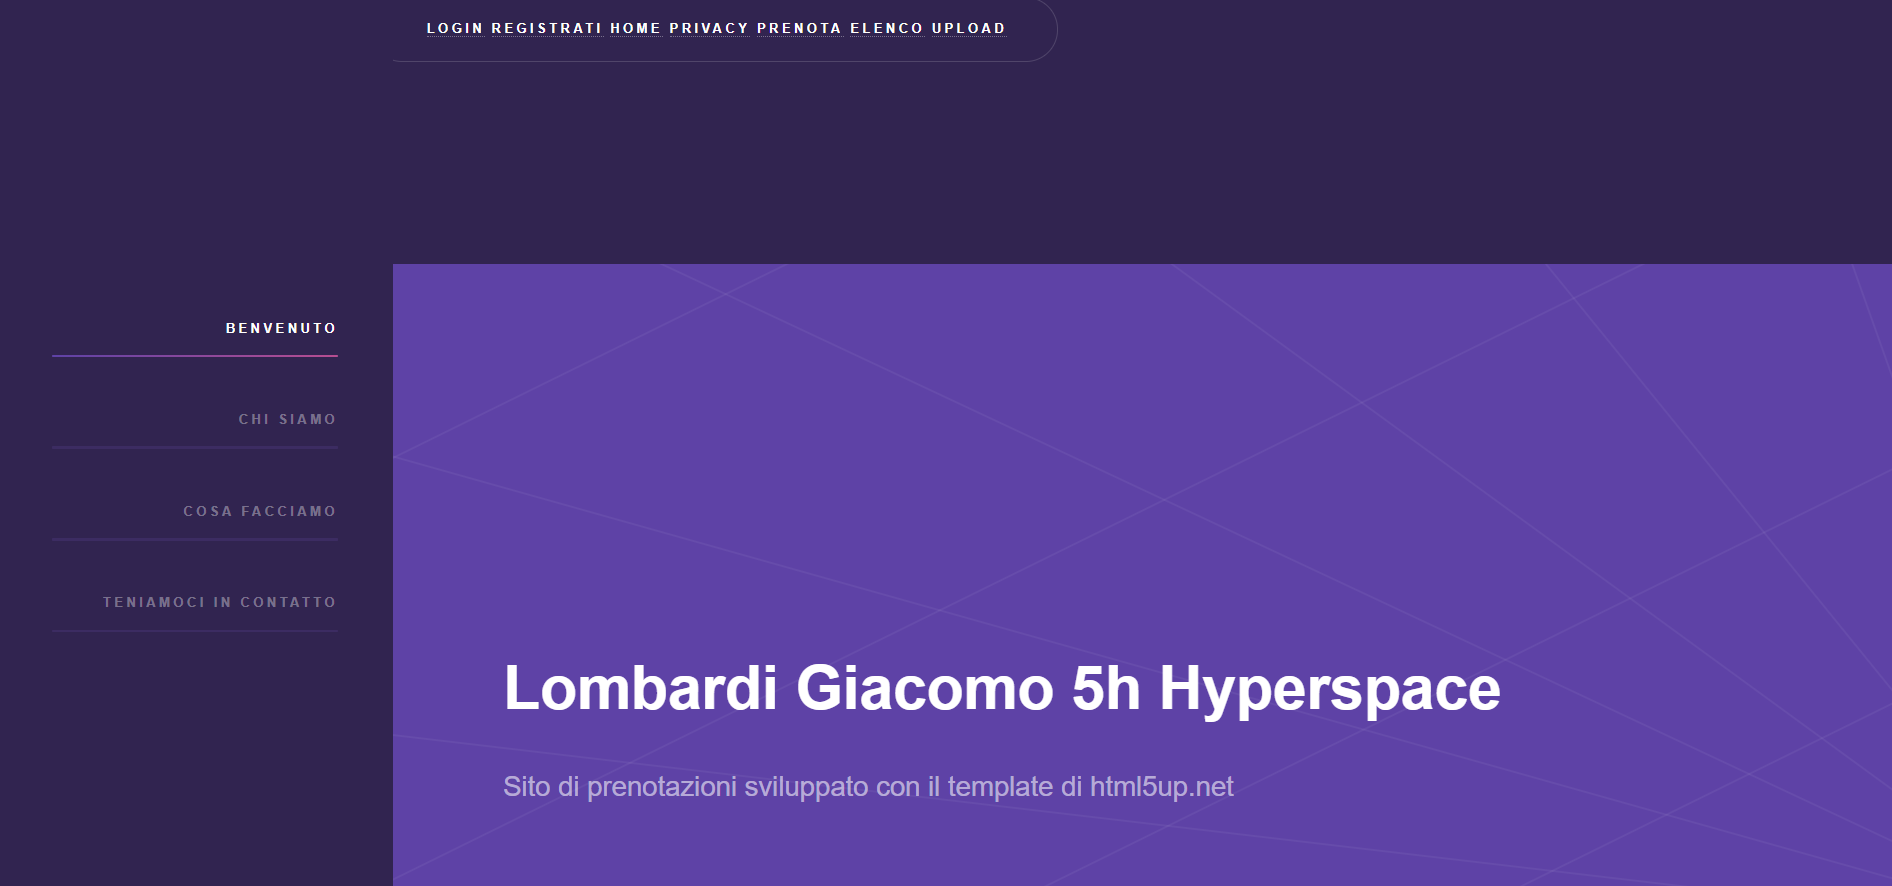 LOGIN REGISTRATI HOME PRIVACY PRENOTA ELENCO UPLOAD
BENVENUTO
CHI SIAMO
COSA FACCIAMO
TENIAMOCI IN CONTATTO
Lombardi Giacomo 5h Hyperspace
Sito di prenotazioni sviluppato con il template di html5up.net